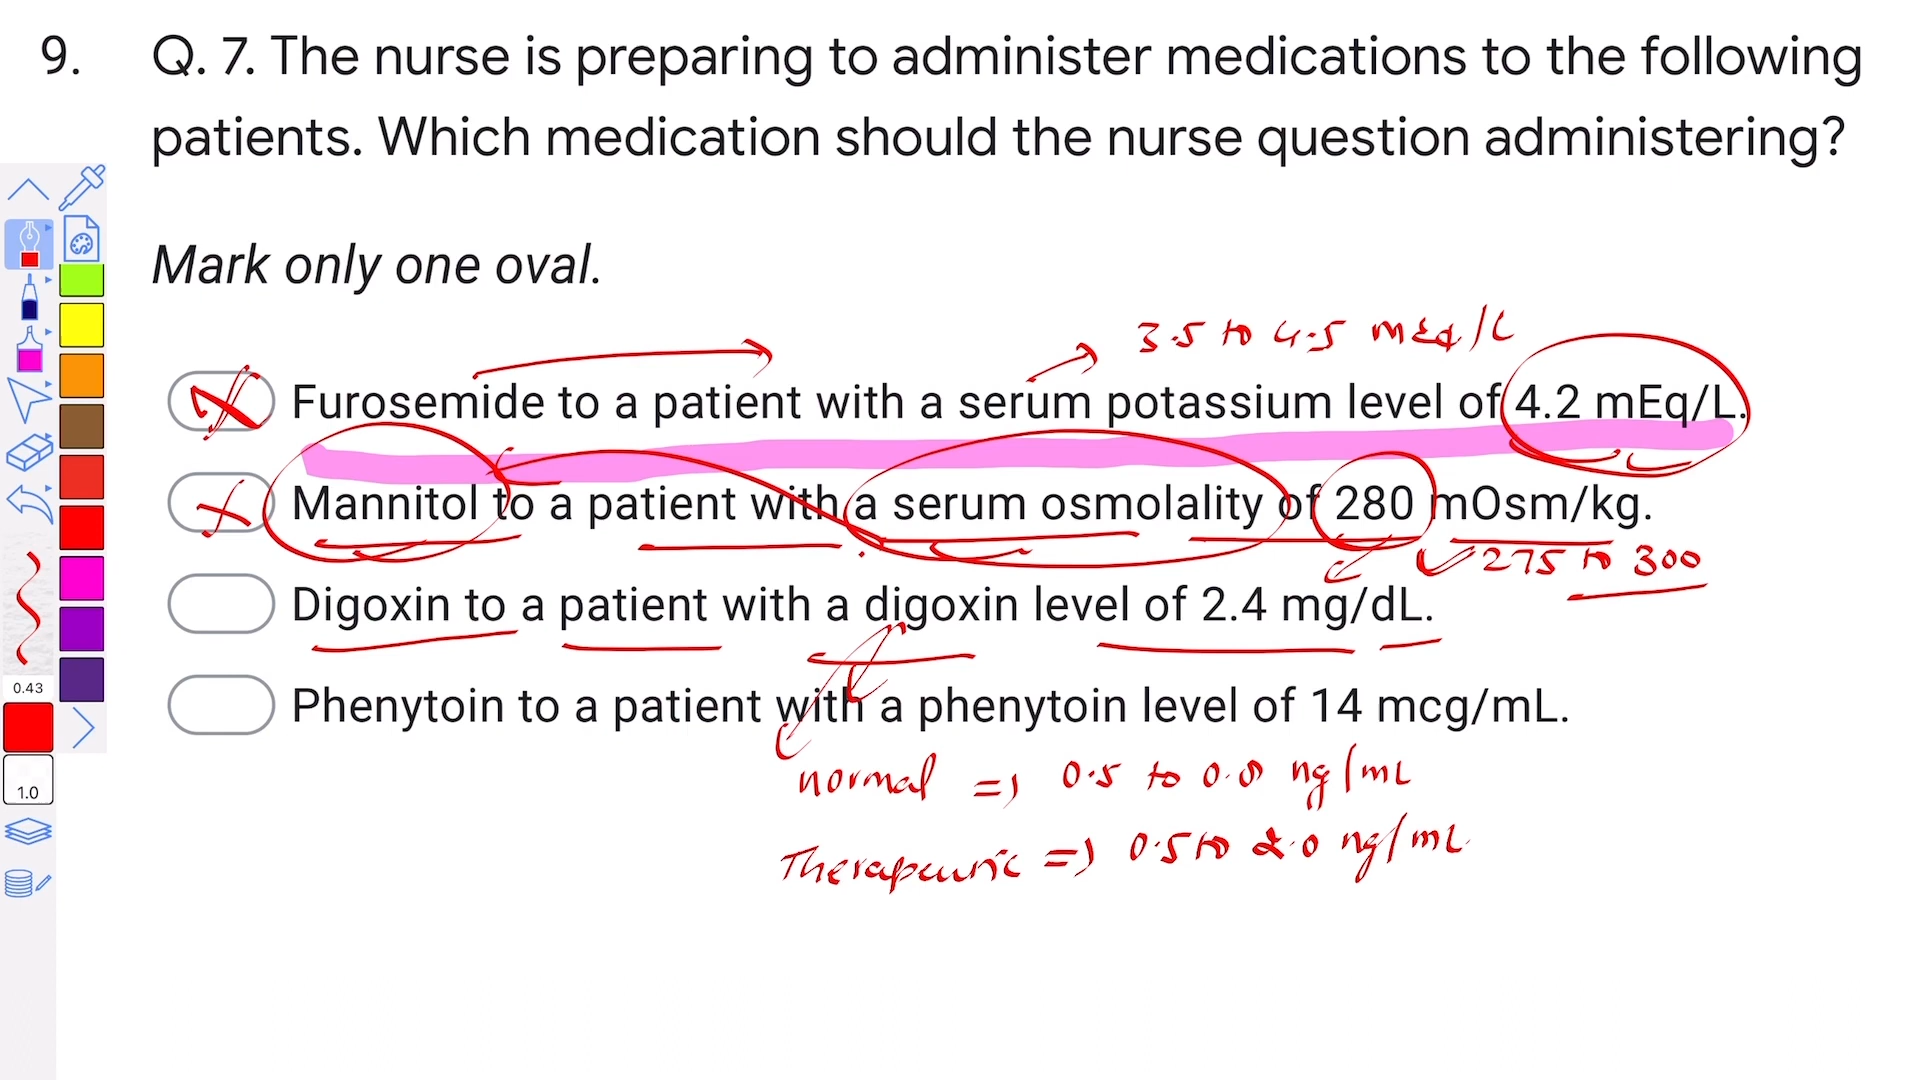 9. Q. 7. The nurse is preparing to administer medications to the following
patients. Which medication should the nurse question administering?
Mark only one oval.
3.5 to 4.5 mEq/L
Furosemide to a patient with a serum potassium level of 4.2 mEq/L.
Mannitol to a patient with a serum osmolality of 280 mOsm/kg.
275 to 300
Digoxin to a patient with a digoxin level of 2.4 mg/dL.
Phenytoin to a patient with a phenytoin level of 14 mcg/mL.
normal => 0.5 to 0.8 ng/mL
Therapeutic => 0.5 to 2.0 ng/mL
0.43
1.0